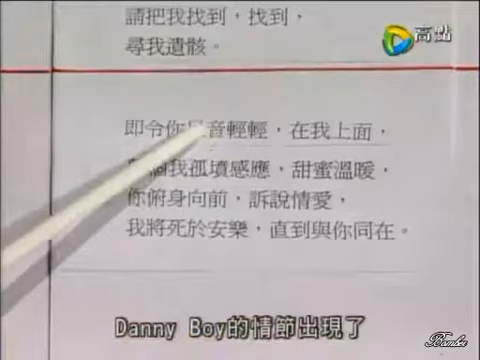 請把我找到，找到，
尋我遺骸。
高點
即令你足音輕輕，在我上面，
個我孤墳感應，甜蜜溫暖，
你俯身向前，訴說情愛，
我將死於安樂，直到與你同在。
Danny Boy的情節出現了